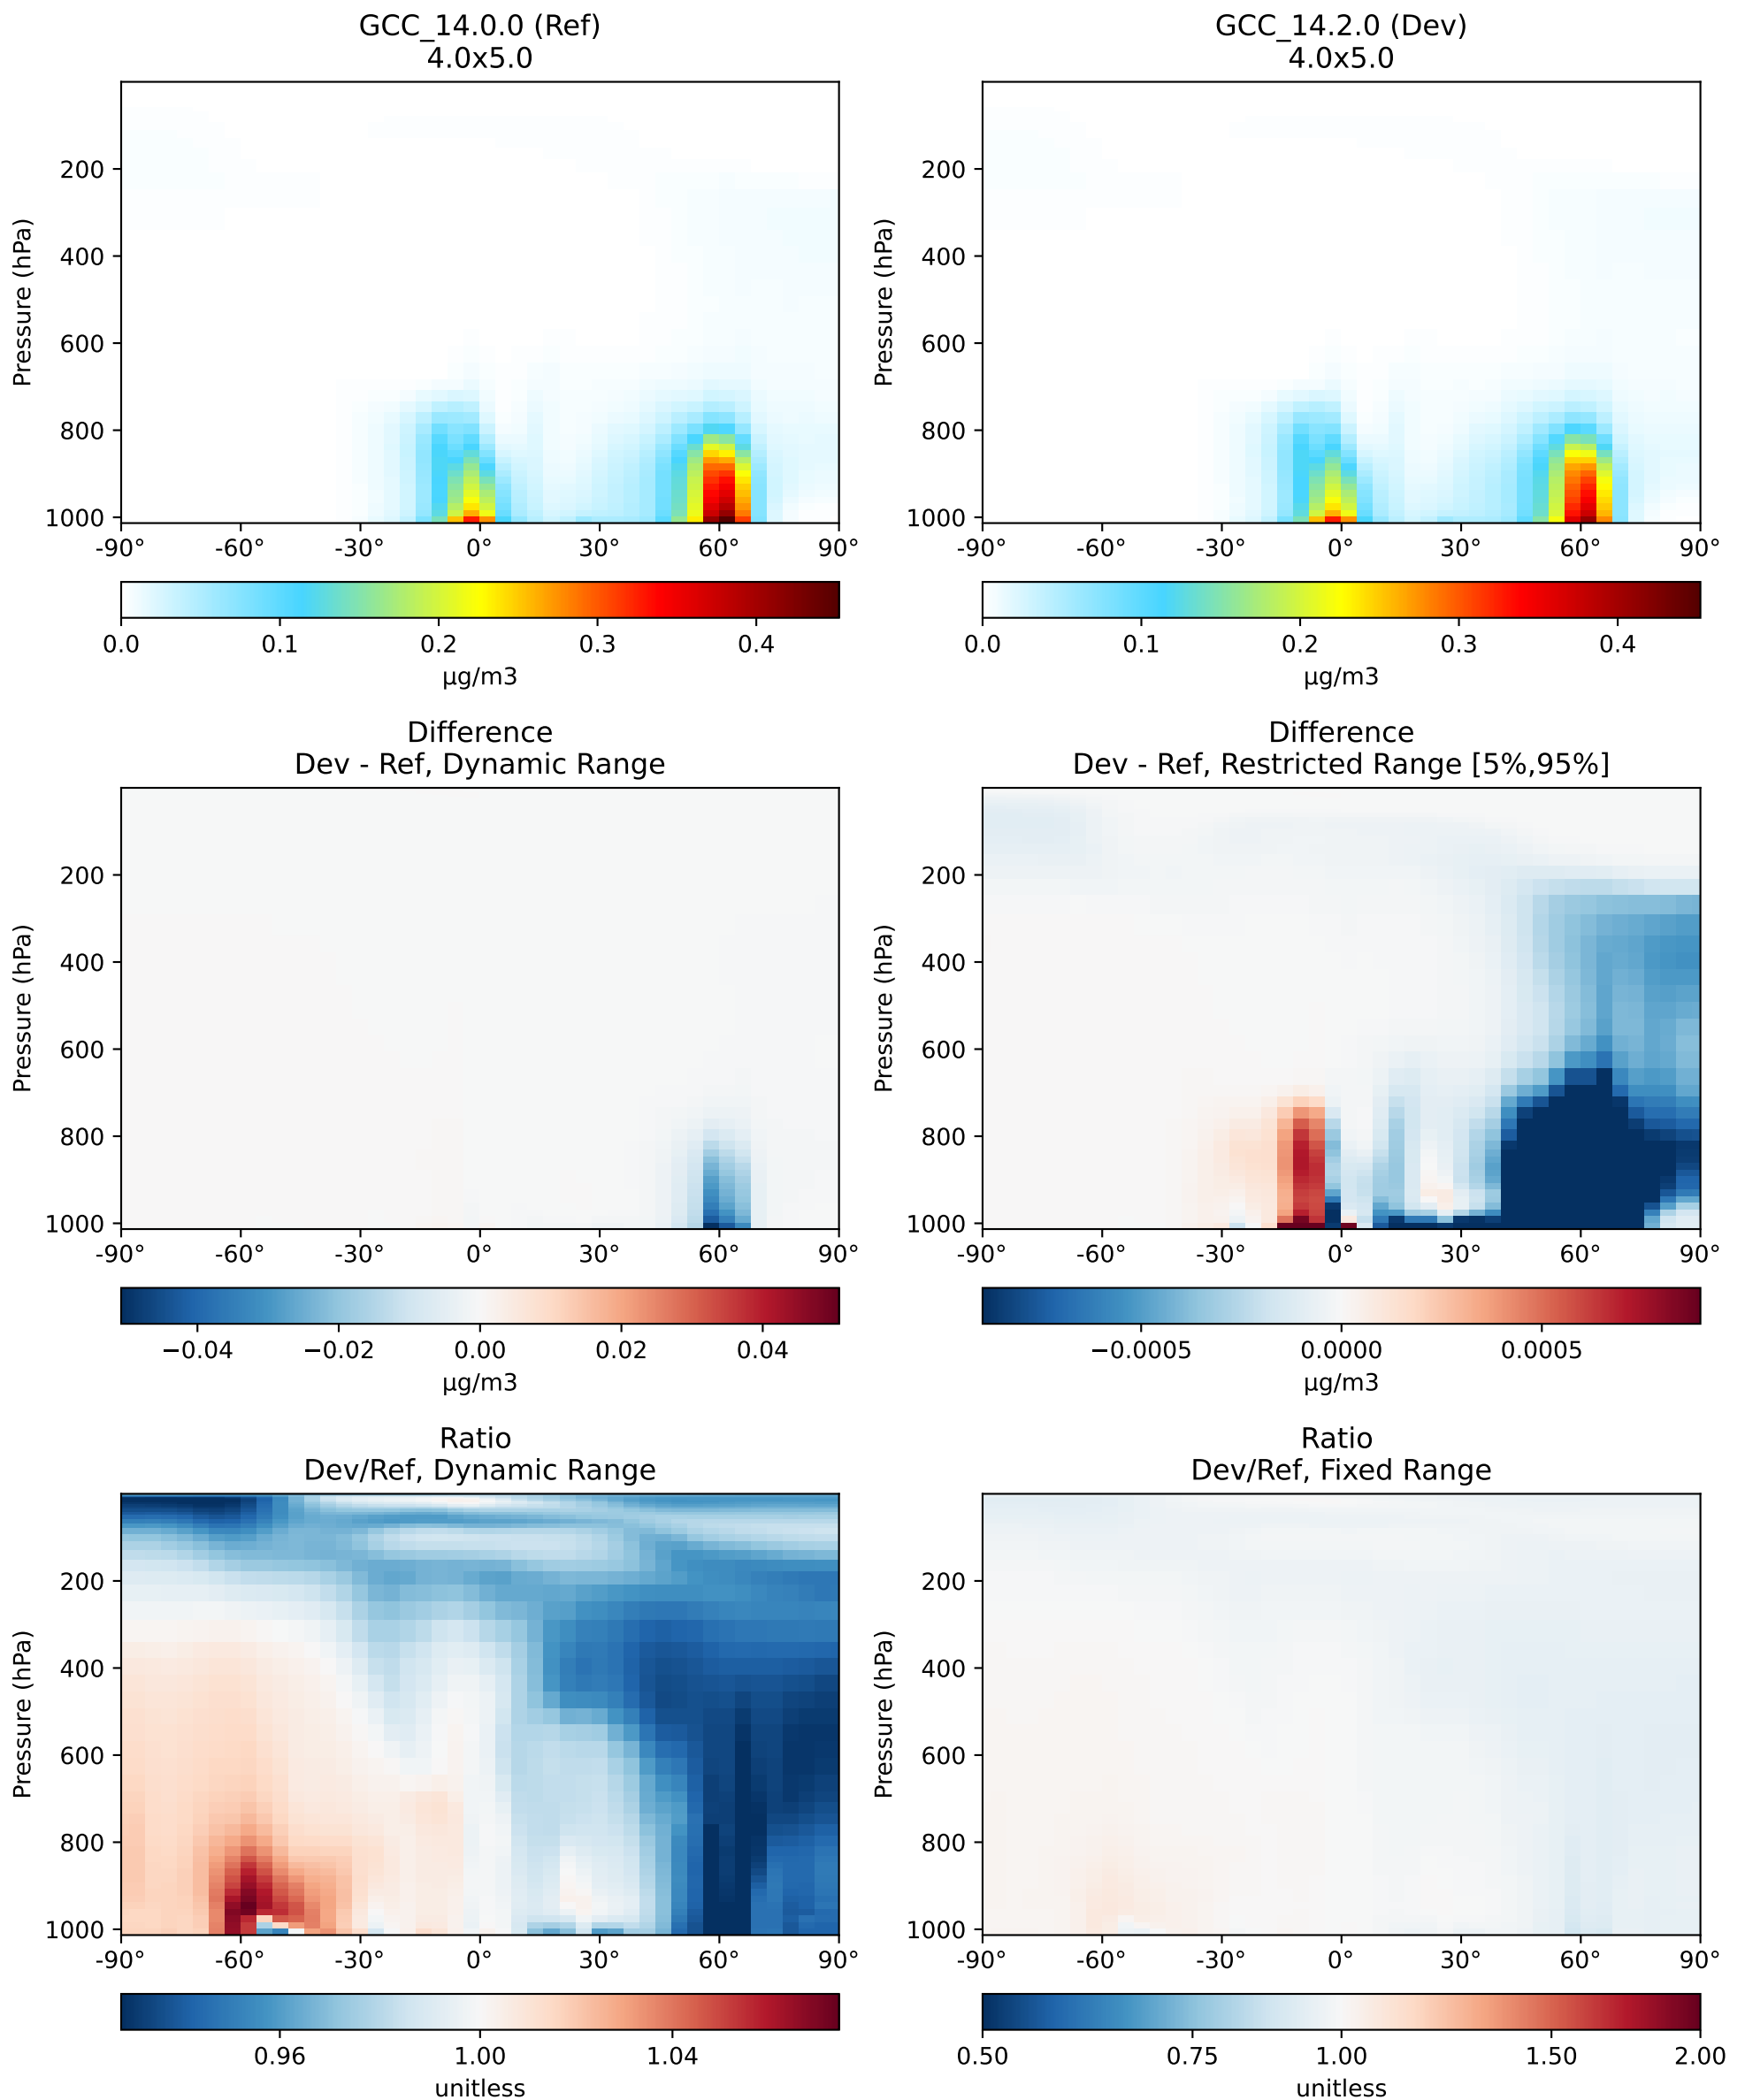 GCC_14.0.0 (Ref)
4.0x5.0
Pressure (hPa)
200
400
600
800
1000
-90° -60° -30° 0° 30° 60° 90°
0.0 0.1 0.2 0.3 0.4
µg/m3
GCC_14.2.0 (Dev)
4.0x5.0
Pressure (hPa)
200
400
600
800
1000
-90° -60° -30° 0° 30° 60° 90°
0.0 0.1 0.2 0.3 0.4
µg/m3
Difference
Dev - Ref, Dynamic Range
Pressure (hPa)
200
400
600
800
1000
-90° -60° -30° 0° 30° 60° 90°
−0.04 −0.02 0.00 0.02 0.04
µg/m3
Difference
Dev - Ref, Restricted Range [5%,95%]
Pressure (hPa)
200
400
600
800
1000
-90° -60° -30° 0° 30° 60° 90°
−0.0005 0.0000 0.0005
µg/m3
Ratio
Dev/Ref, Dynamic Range
Pressure (hPa)
200
400
600
800
1000
-90° -60° -30° 0° 30° 60° 90°
0.96 1.00 1.04
unitless
Ratio
Dev/Ref, Fixed Range
Pressure (hPa)
200
400
600
800
1000
-90° -60° -30° 0° 30° 60° 90°
0.50 0.75 1.00 1.50 2.00
unitless